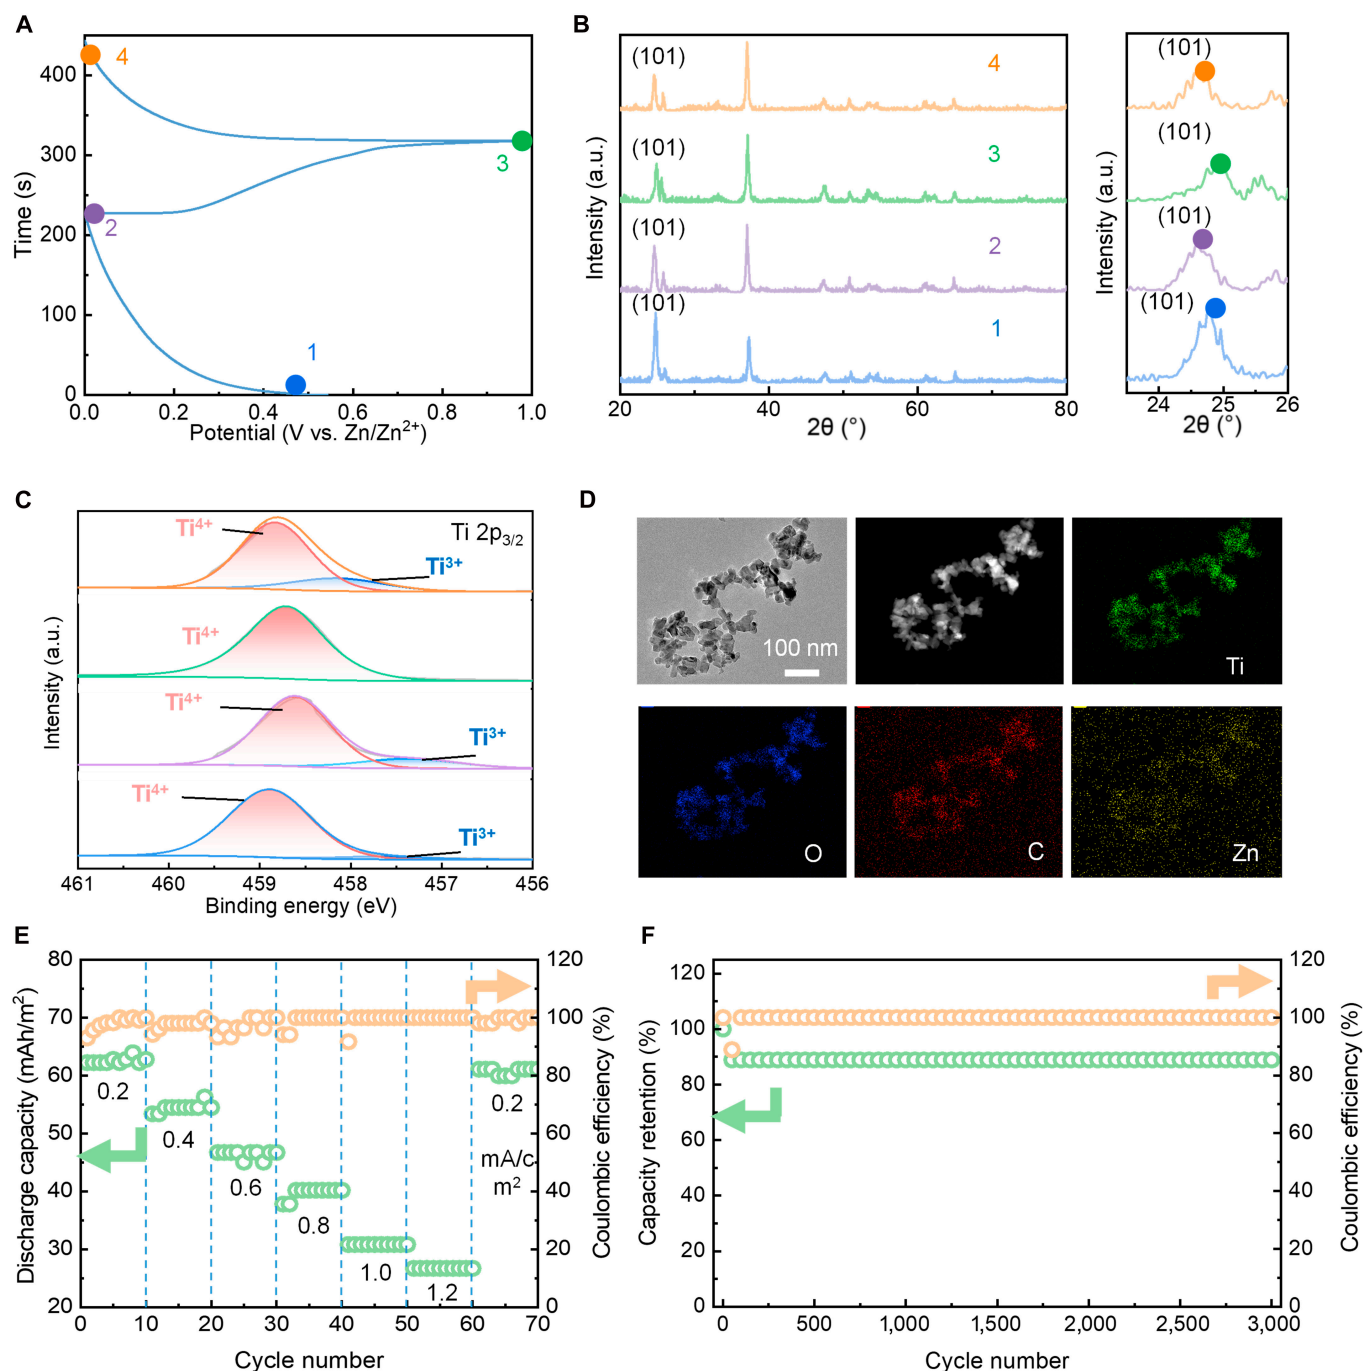 A
400
300
200
100
0
0.0 0.2 0.4 0.6 0.8 1.0
Time (s)
Potential (V vs. Zn/Zn²⁺)
4
3
2
1
B
Intensity (a.u.)
(101) 4
(101) 3
(101) 2
(101) 1
20 40 60 80
2θ (°)
Intensity (a.u.)
(101)
(101)
(101)
(101)
24 25 26
2θ (°)
C
Intensity (a.u.)
Ti⁴⁺ Ti 2p₃/₂
Ti³⁺
Ti⁴⁺
Ti⁴⁺
Ti³⁺
Ti⁴⁺
Ti³⁺
461 460 459 458 457 456
Binding energy (eV)
D
100 nm
Ti
O
C
Zn
E
Discharge capacity (mAh/m²)
80
70
60
50
40
30
20
0.2
0.4
0.6
0.8
1.0
1.2
0.2
mA/c
m²
120
100
80
60
40
20
0
Coulombic efficiency (%)
0 10 20 30 40 50 60 70
Cycle number
F
Capacity retention (%)
120
100
80
60
40
20
0
120
100
80
60
40
20
0
Coulombic efficiency (%)
0 500 1,000 1,500 2,000 2,500 3,000
Cycle number